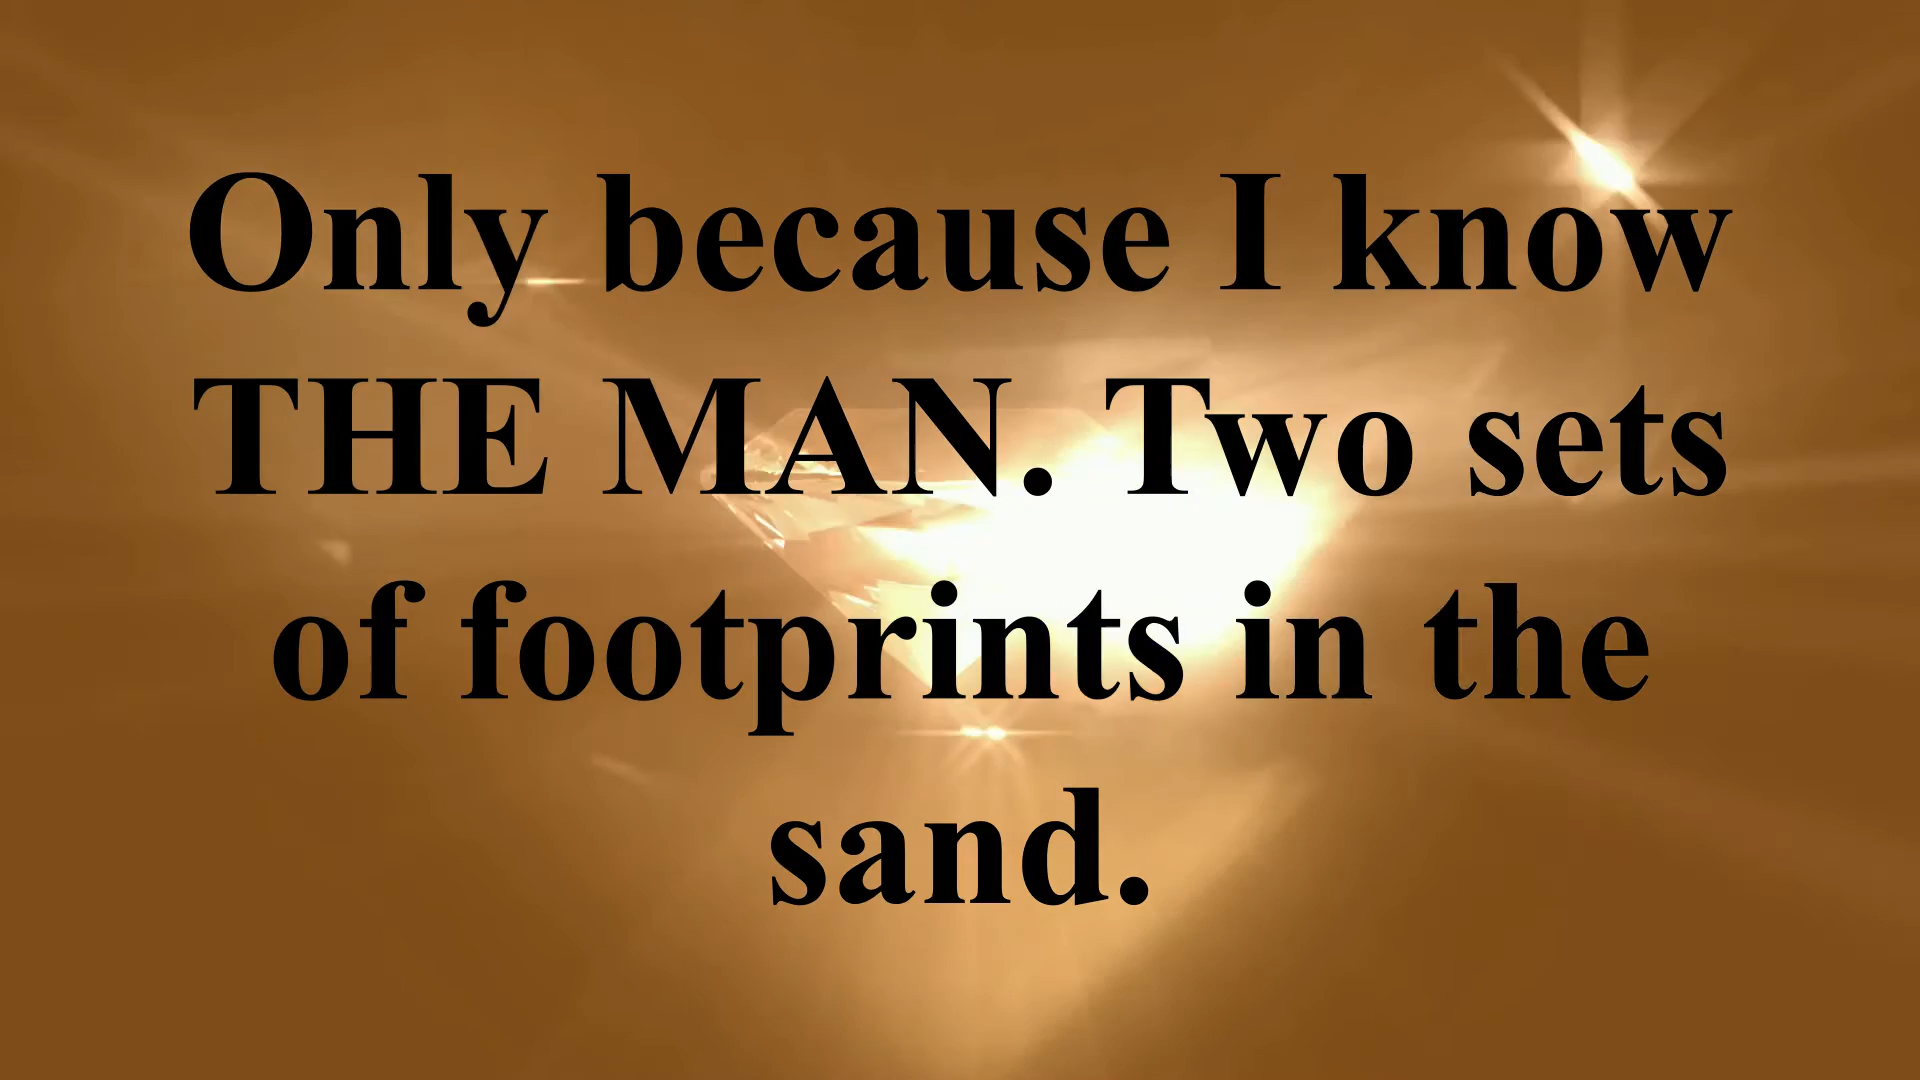 Only because I know
THE MAN. Two sets
of footprints in the
sand.